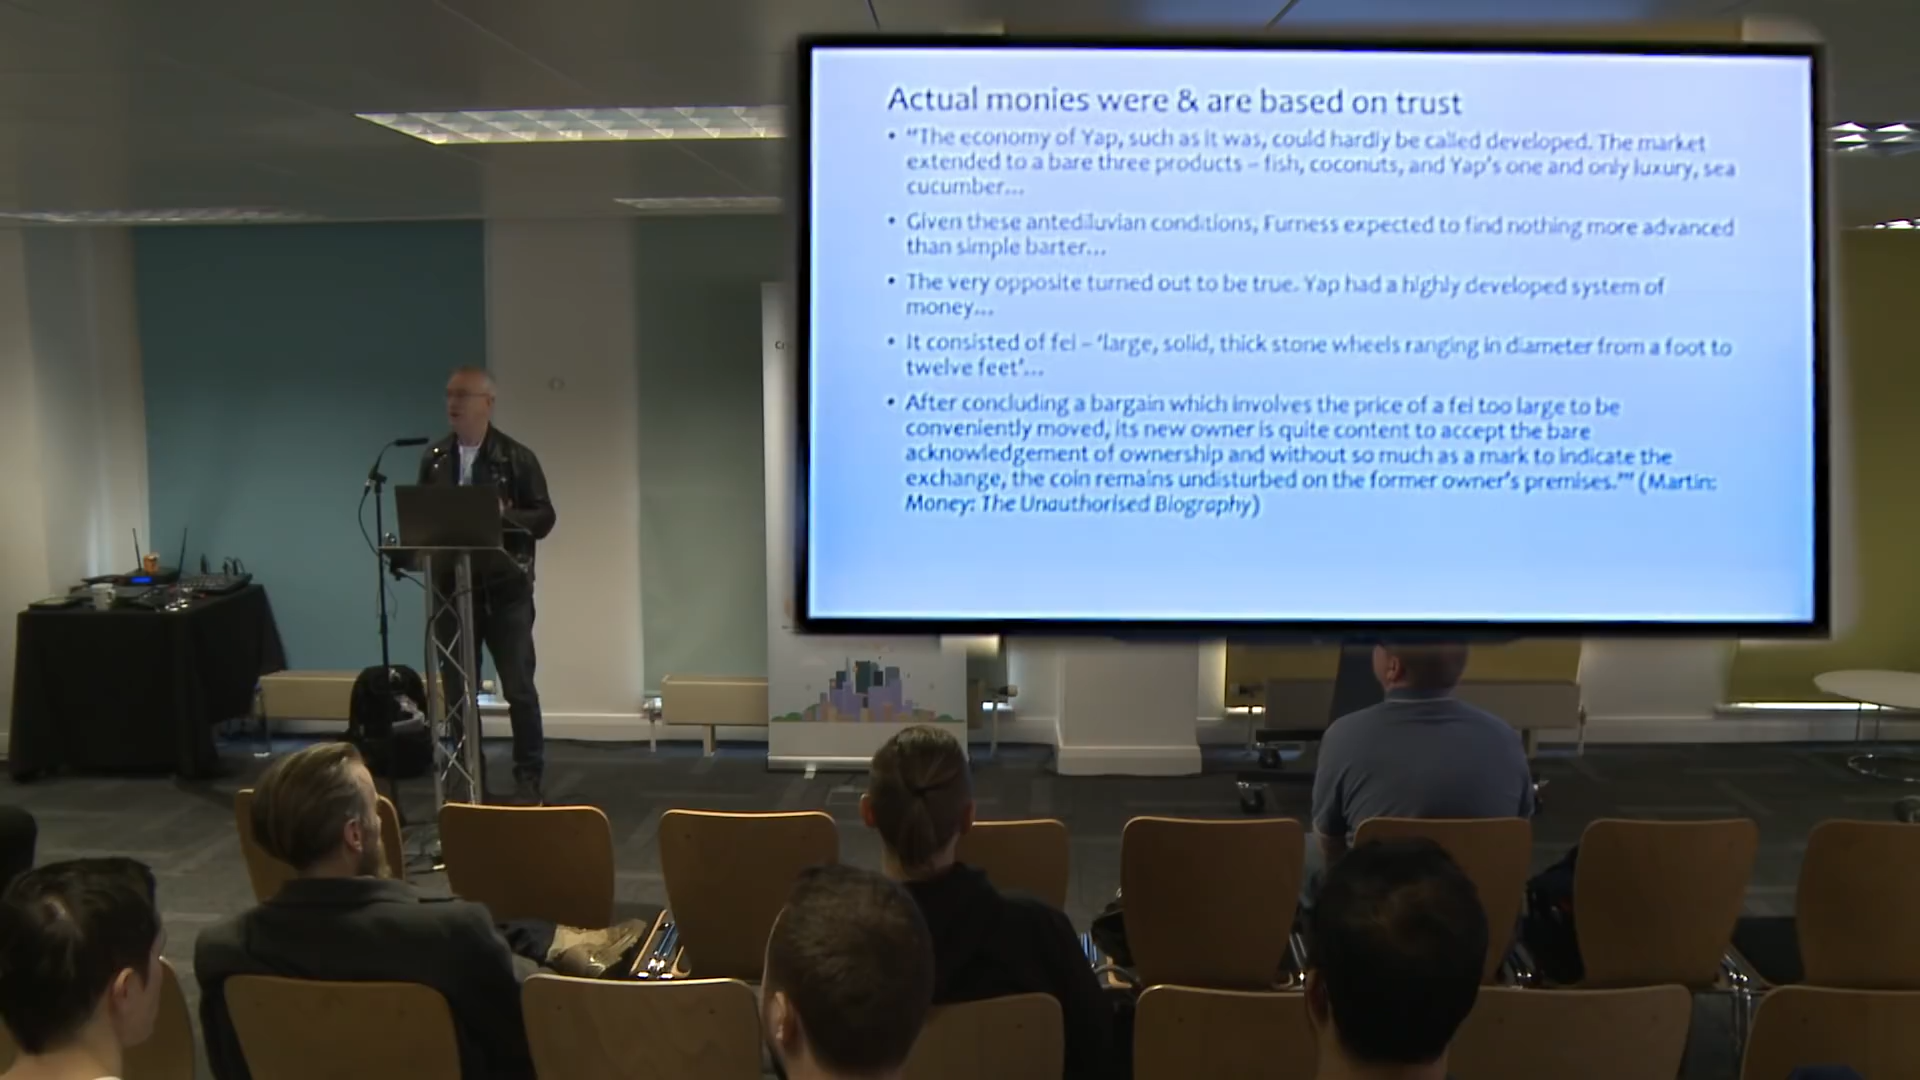 Actual monies were & are based on trust
• "The economy of Yap, such as it was, could hardly be called developed. The market
extended to a bare three products – fish, coconuts, and Yap's one and only luxury, sea
cucumber...
• Given these antediluvian conditions, Furness expected to find nothing more advanced
than simple barter...
• The very opposite turned out to be true. Yap had a highly developed system of
money...
• It consisted of fei – 'large, solid, thick stone wheels ranging in diameter from a foot to
twelve feet'...
• After concluding a bargain which involves the price of a fei too large to be
conveniently moved, its new owner is quite content to accept the bare
acknowledgement of ownership and without so much as a mark to indicate the
exchange, the coin remains undisturbed on the former owner's premises.'" (Martin:
Money: The Unauthorised Biography)